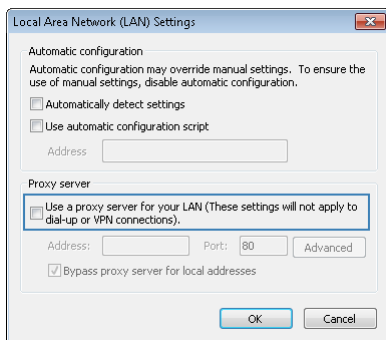 Local Area Network (LAN) Settings
Automatic configuration
Automatic configuration may override manual settings. To ensure the
use of manual settings, disable automatic configuration.
Automatically detect settings
Use automatic configuration script
Address
Proxy server
Use a proxy server for your LAN (These settings will not apply to
dial-up or VPN connections).
Address: Port: 80 Advanced
Bypass proxy server for local addresses
OK Cancel